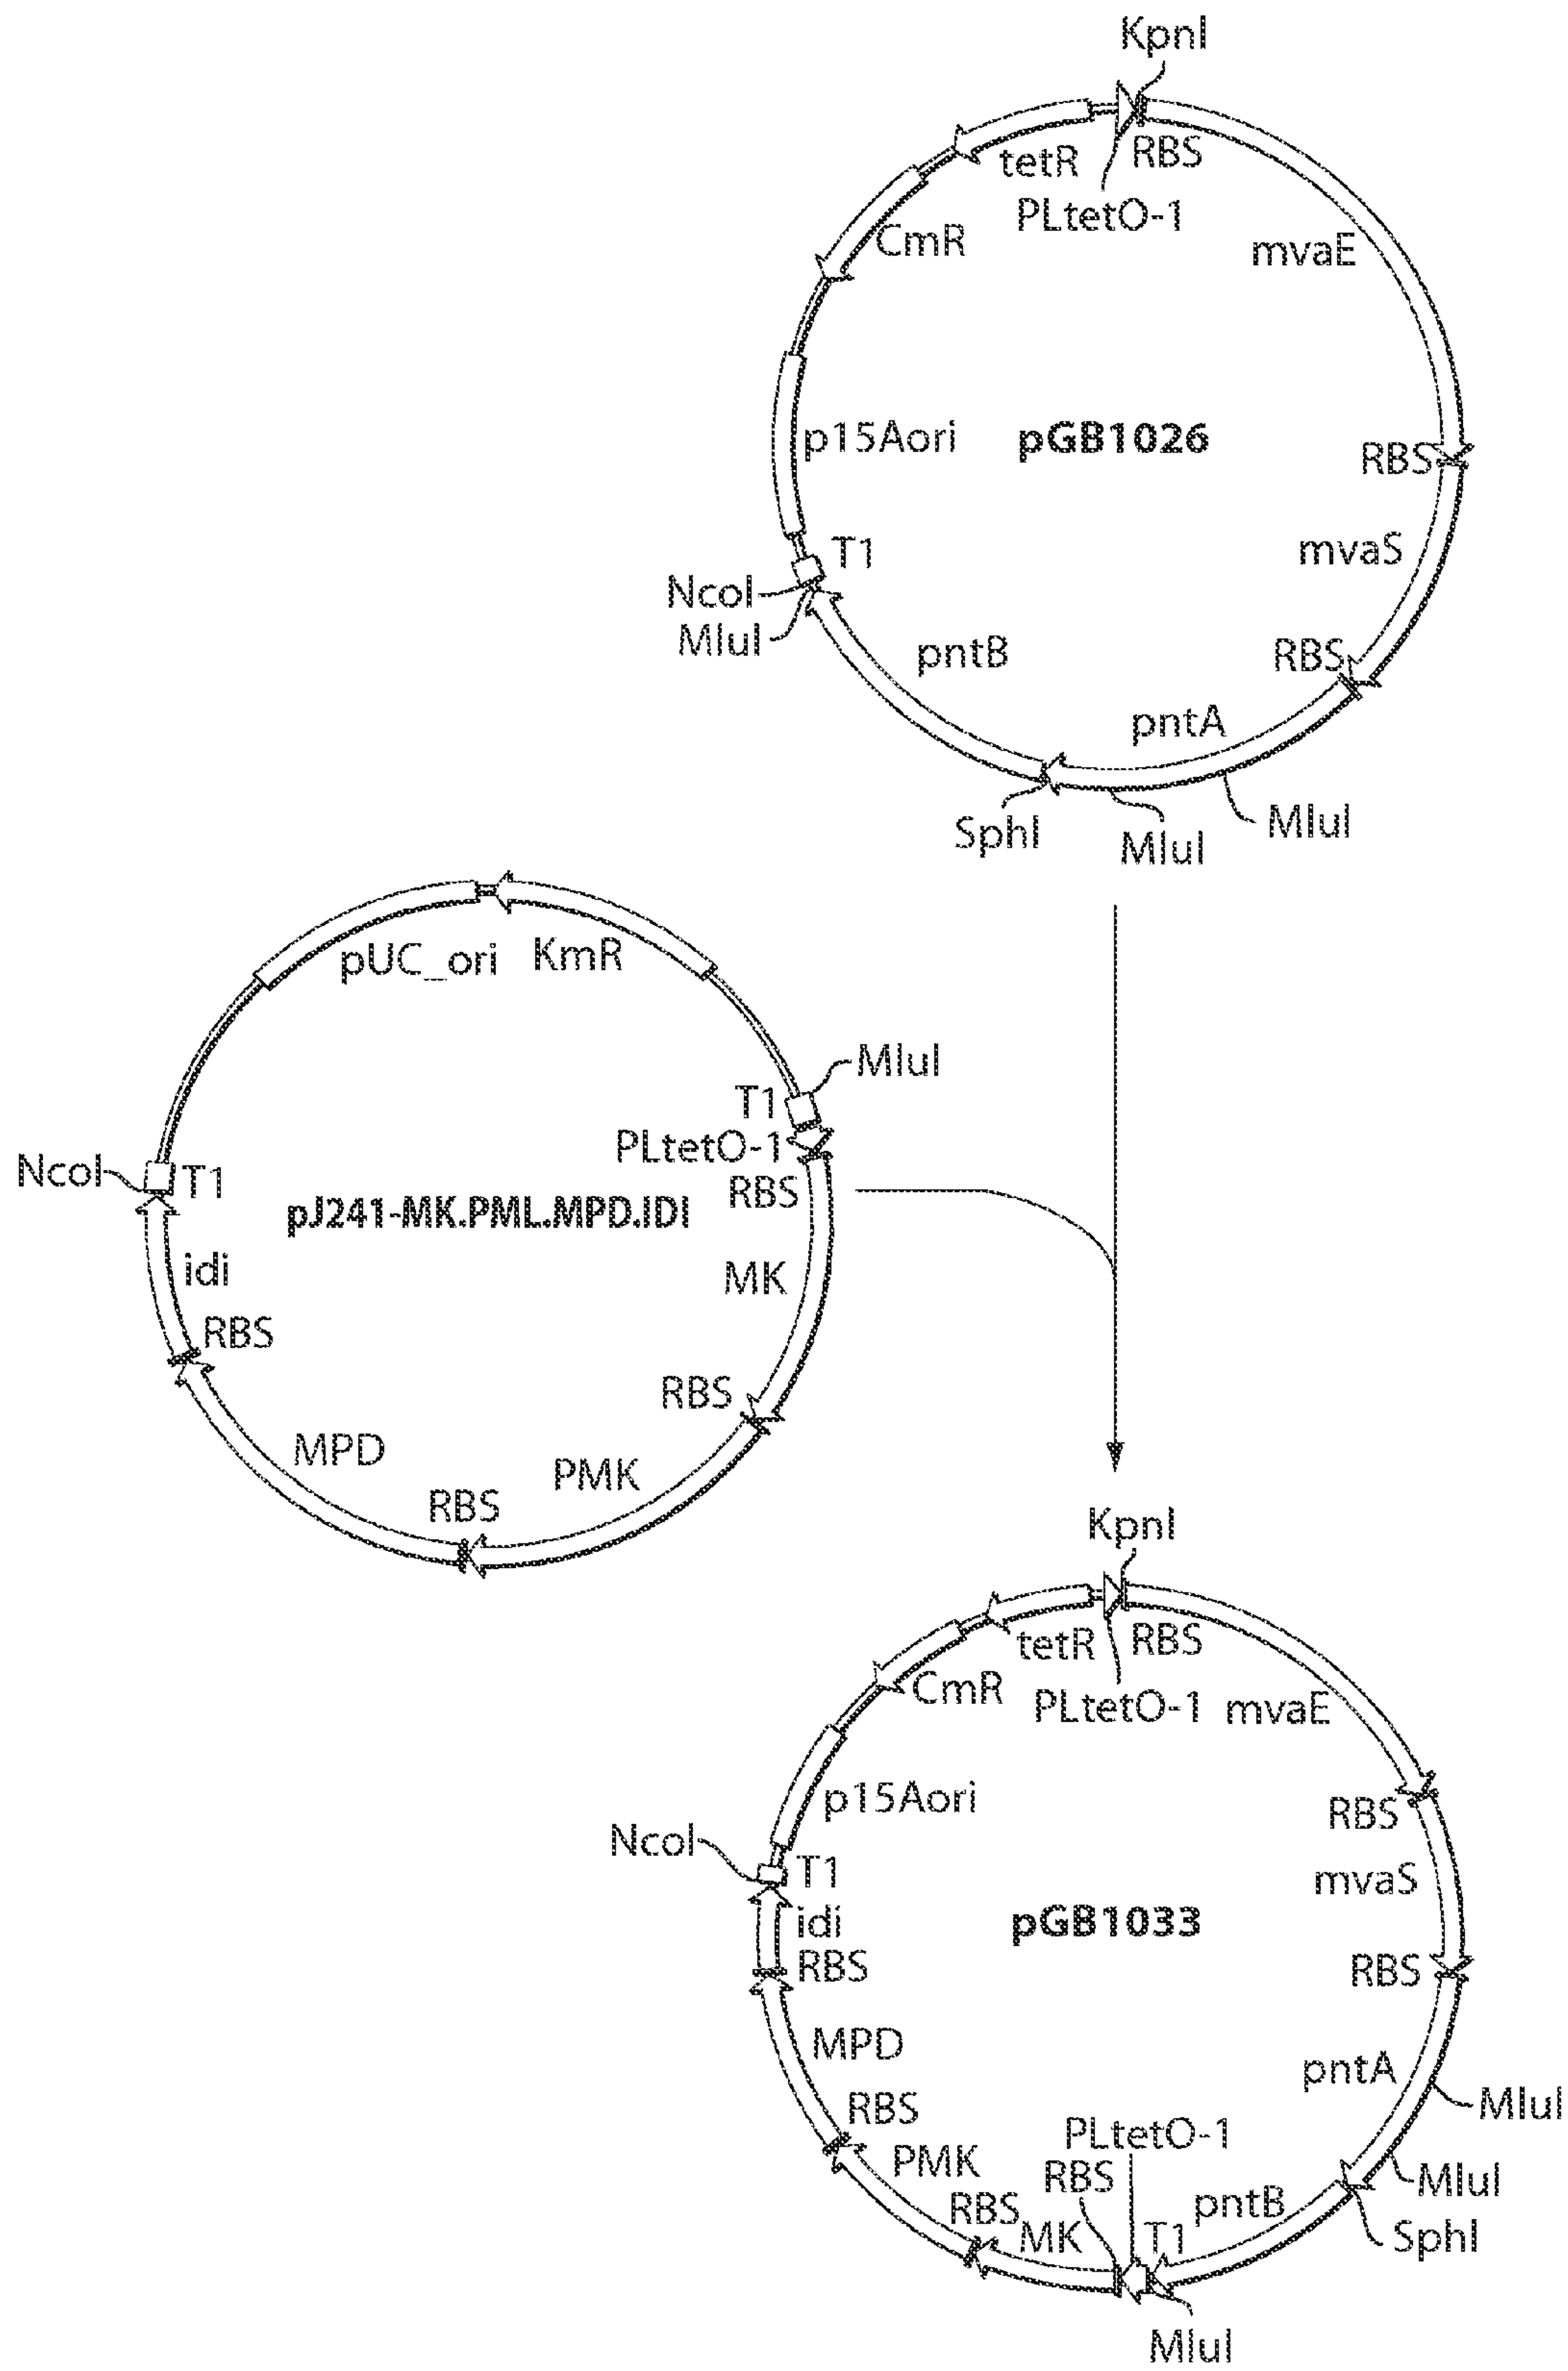 KpnI
tetR
RBS
PLtetO-1
CmR
mvaE
p15Aori
pGB1026
RBS
T1
mvaS
NcoI
MluI
pntB
RBS
pntA
SphI
MluI
MluI
pUC_ori
KmR
MluI
T1
PLtetO-1
NcoI
T1
RBS
pJ241-MK.PML.MPD.IDI
idi
MK
RBS
RBS
MPD
PMK
RBS
KpnI
tetR
RBS
CmR
PLtetO-1
mvaE
p15Aori
RBS
NcoI
T1
mvaS
idi
pGB1033
RBS
RBS
MPD
pntA
MluI
RBS
PLtetO-1
PMK
RBS
MluI
RBS
pntB
MK
T1
SphI
MluI